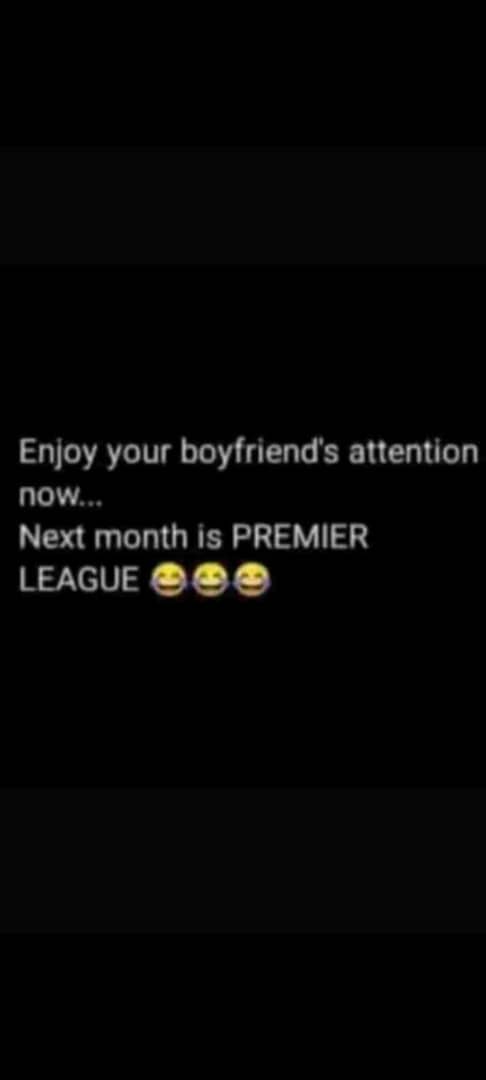 Enjoy your boyfriend's attention
now...
Next month is PREMIER
LEAGUE 😂😂😂